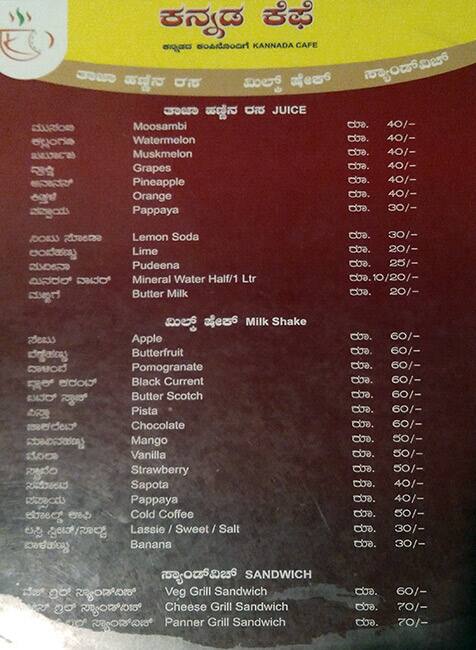 ಕನ್ನಡ ಕೆಫೆ
ಕನ್ನಡದ ಕಂಪಿನೊಂದಿಗೆ KANNADA CAFE
ತಾಜಾ ಹಣ್ಣಿನ ರಸ ಮಿಲ್ಕ್ ಶೇಕ್ ಸ್ಯಾಂಡ್‌ವಿಚ್
ತಾಜಾ ಹಣ್ಣಿನ ರಸ JUICE
ಮುಸಂಬಿ Moosambi ರೂ. 40/-
ಕಲ್ಲಂಗಡಿ Watermelon ರೂ. 40/-
ಖರ್ಬೂಜ Muskmelon ರೂ. 40/-
ದ್ರಾಕ್ಷಿ Grapes ರೂ. 40/-
ಅನಾನಸ್ Pineapple ರೂ. 40/-
ಕಿತ್ತಳೆ Orange ರೂ. 40/-
ಪಪ್ಪಾಯ Pappaya ರೂ. 30/-
ನಿಂಬು ಸೋಡಾ Lemon Soda ರೂ. 30/-
ಲಿಂಬೆಹಣ್ಣು Lime ರೂ. 20/-
ಪುದೀನಾ Pudeena ರೂ. 25/-
ಮಿನರಲ್ ವಾಟರ್ Mineral Water Half/1 Ltr ರೂ.10/20/-
ಮಜ್ಜಿಗೆ Butter Milk ರೂ. 20/-
ಮಿಲ್ಕ್ ಶೇಕ್ Milk Shake
ಸೇಬು Apple ರೂ. 60/-
ಬೆಣ್ಣೆಹಣ್ಣು Butterfruit ರೂ. 60/-
ದಾಳಿಂಬೆ Pomogranate ರೂ. 60/-
ಬ್ಲಾಕ್ ಕರಂಟ್ Black Current ರೂ. 60/-
ಬಟರ್ ಸ್ಕಾಚ್ Butter Scotch ರೂ. 60/-
ಪಿಸ್ತಾ Pista ರೂ. 60/-
ಚಾಕಲೇಟ್ Chocolate ರೂ. 60/-
ಮಾವಿನಹಣ್ಣು Mango ರೂ. 50/-
ವೆನಿಲಾ Vanilla ರೂ. 50/-
ಸ್ಟ್ರಾಬೆರಿ Strawberry ರೂ. 50/-
ಸಪೋಟ Sapota ರೂ. 40/-
ಪಪ್ಪಾಯ Pappaya ರೂ. 40/-
ಕೋಲ್ಡ್ ಕಾಫಿ Cold Coffee ರೂ. 50/-
ಲಸ್ಸಿ ಸ್ವೀಟ್/ಸಾಲ್ಟ್ Lassie / Sweet / Salt ರೂ. 30/-
ಬಾಳೆಹಣ್ಣು Banana ರೂ. 30/-
ಸ್ಯಾಂಡ್‌ವಿಚ್ SANDWICH
ವೆಜ್ ಗ್ರಿಲ್ ಸ್ಯಾಂಡ್‌ವಿಚ್ Veg Grill Sandwich ರೂ. 60/-
ಚೀಸ್ ಗ್ರಿಲ್ ಸ್ಯಾಂಡ್‌ವಿಚ್ Cheese Grill Sandwich ರೂ. 70/-
ಗ್ರಿಲ್ ಸ್ಯಾಂಡ್‌ವಿಚ್ Panner Grill Sandwich ರೂ. 70/-